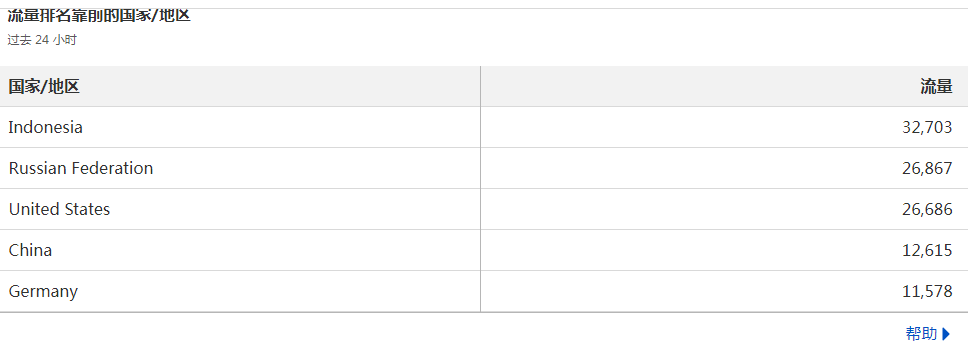 流量排名靠前的国家/地区
过去 24 小时
国家/地区 流量
Indonesia 32,703
Russian Federation 26,867
United States 26,686
China 12,615
Germany 11,578
帮助